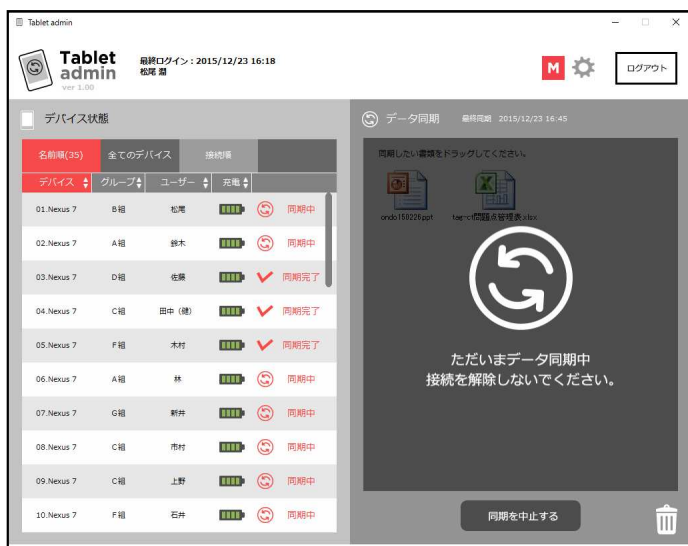 Tablet admin
Tablet
admin
ver 1.00
最終ログイン : 2015/12/23 16:18
松尾 潤
M
ログアウト
デバイス状態
名前順(35) 全てのデバイス 接続順
デバイス グループ ユーザー 充電
01.Nexus 7 B組 松尾 同期中
02.Nexus 7 A組 鈴木 同期中
03.Nexus 7 D組 佐藤 同期完了
04.Nexus 7 C組 田中（健） 同期完了
05.Nexus 7 F組 木村 同期完了
06.Nexus 7 A組 林 同期中
07.Nexus 7 G組 新井 同期中
08.Nexus 7 C組 市村 同期中
09.Nexus 7 C組 上野 同期中
10.Nexus 7 F組 石井 同期中
データ同期 最終同期 2015/12/23 16:45
同期したい書類をドラッグしてください。
ondo150226.ppt tag-ct問題点管理表.xlsx
ただいまデータ同期中
接続を解除しないでください。
同期を中止する